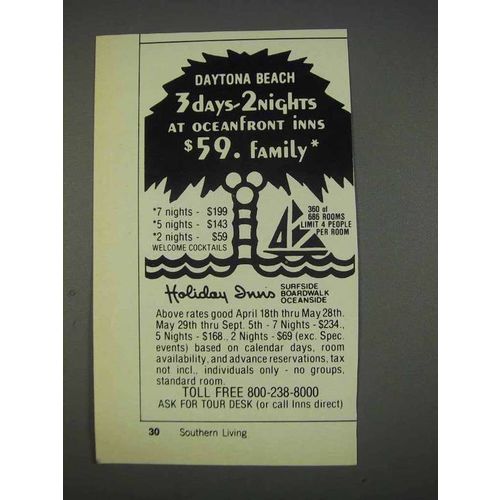 DAYTONA BEACH
3 days-2 nights
AT OCEANFRONT INNS
$59. family*
*7 nights - $199
*5 nights - $143
*2 nights - $59
WELCOME COCKTAILS
360 of
686 ROOMS
LIMIT 4 PEOPLE
PER ROOM
Holiday Inns
SURFSIDE
BOARDWALK
OCEANSIDE
Above rates good April 18th thru May 28th.
May 29th thru Sept. 5th - 7 Nights - $234.,
5 Nights - $168., 2 Nights - $69 (exc. Spec.
events) based on calendar days, room
availability, and advance reservations, tax
not incl., individuals only - no groups,
standard room.
TOLL FREE 800-238-8000
ASK FOR TOUR DESK (or call Inns direct)
30 Southern Living